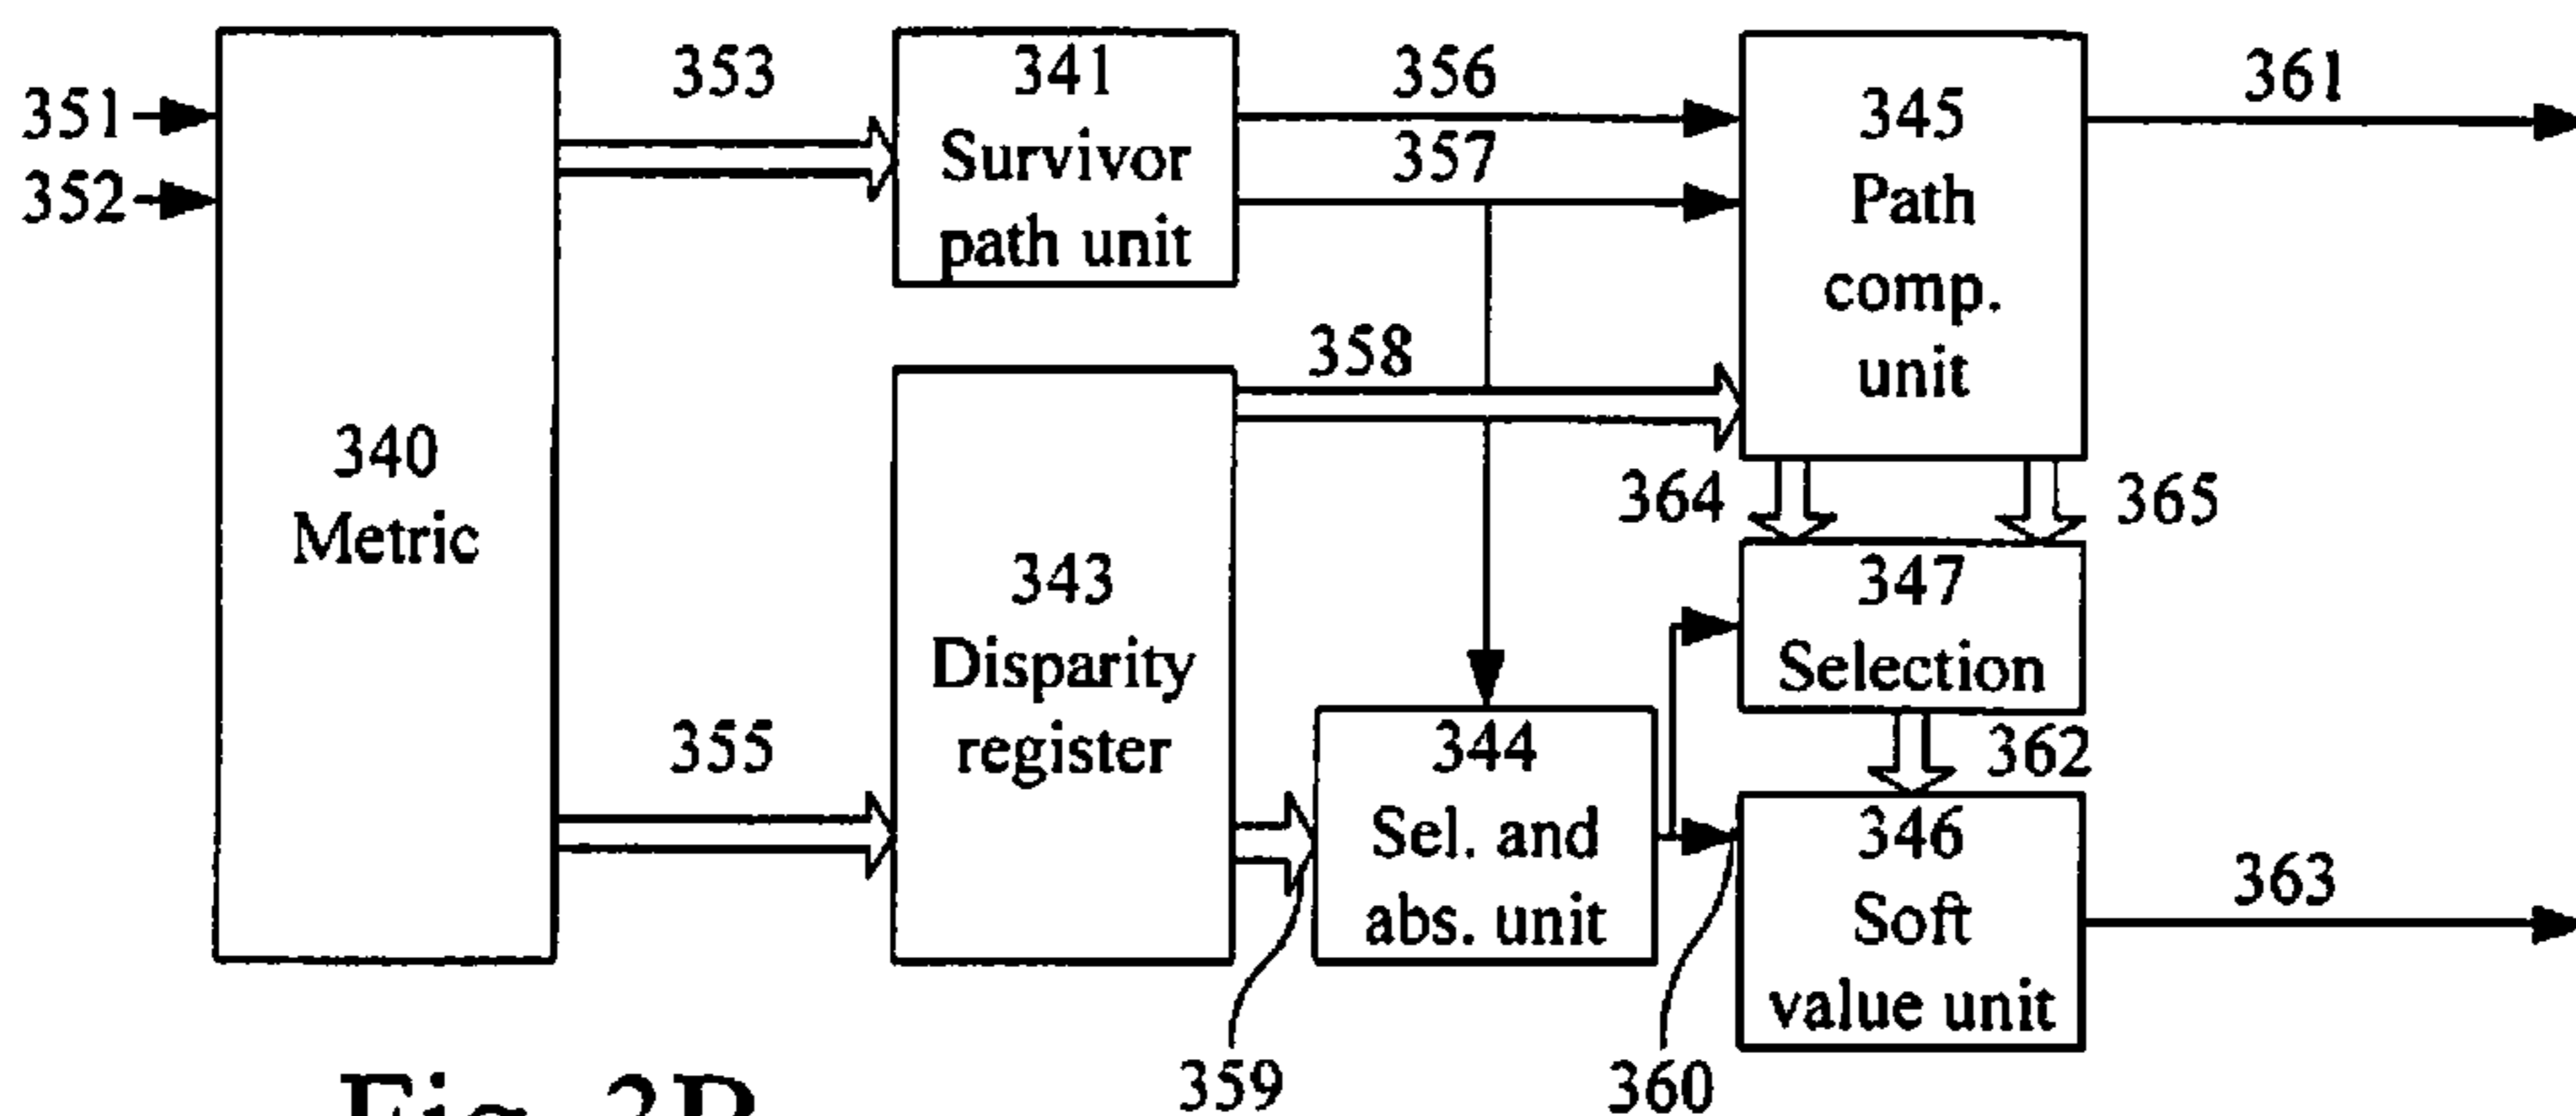 351
352
340
Metric
353
355
341
Survivor
path unit
343
Disparity
register
356
357
358
359
344
Sel. and
abs. unit
360
345
Path
comp.
unit
361
364
365
347
Selection
362
346
Soft
value unit
363
Fig. 3B